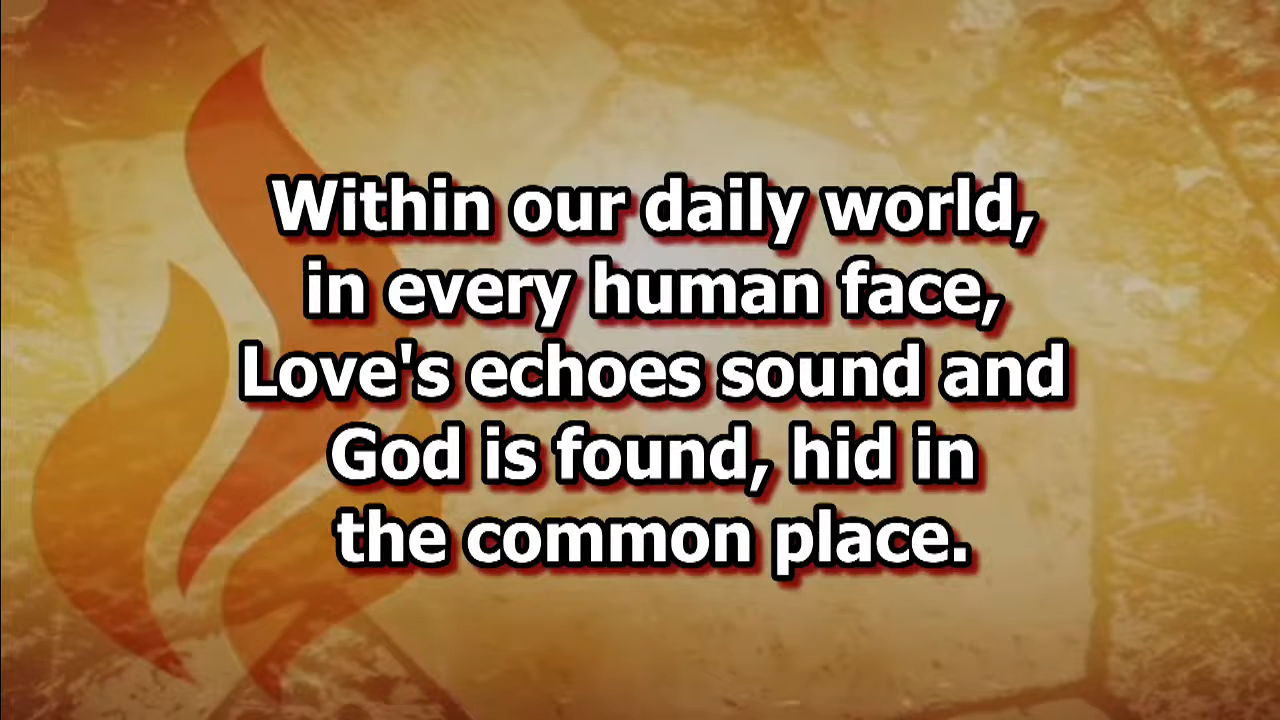 Within our daily world,
in every human face,
Love's echoes sound and
God is found, hid in
the common place.